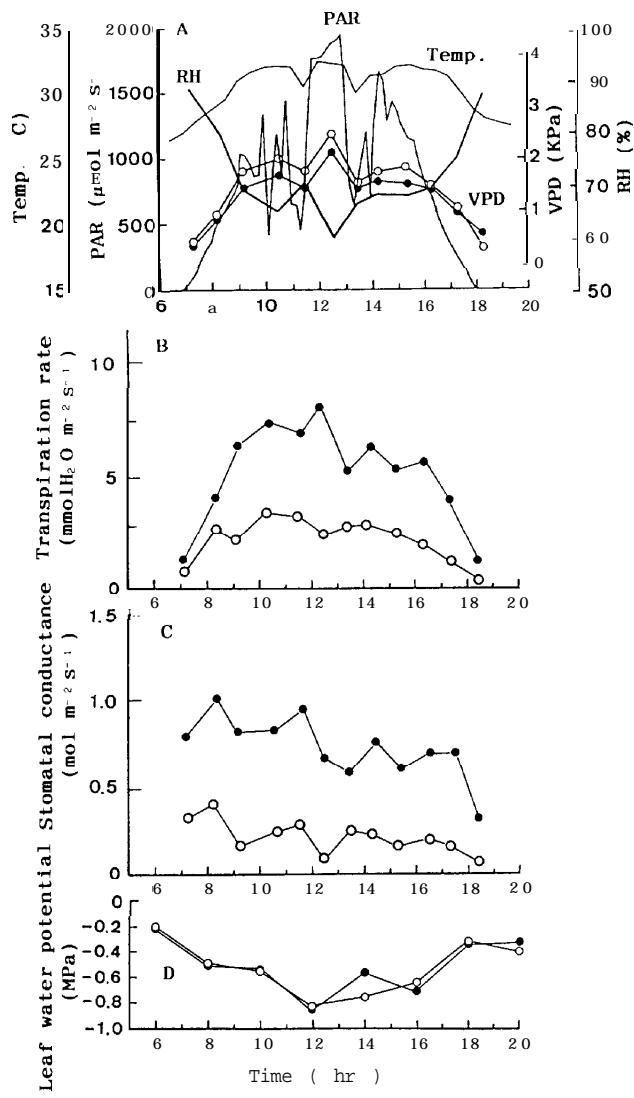 PAR
35
2000
A
4
100
Temp.
RH
30
1500
3
90
80
25
1000
2
70
VPD
20
500
1
60
15
0
0
50
Temp. C)
PAR (μmol m⁻² s⁻
VPD (KPa)
RH (%)
6 a 10 12 14 16 18 20
B
10
5
0
Transpiration rate
(mmolH₂O m⁻² s⁻¹)
6 8 10 12 14 16 18 20
1.5
C
1.0
0.5
0
Stomatal conductance
(mol m⁻² s⁻¹)
6 8 10 12 14 16 18 20
0
-0.2
-0.4
-0.6
D
-0.8
-1.0
Leaf water potential
(MPa)
6 8 10 12 14 16 18 20
Time ( hr )